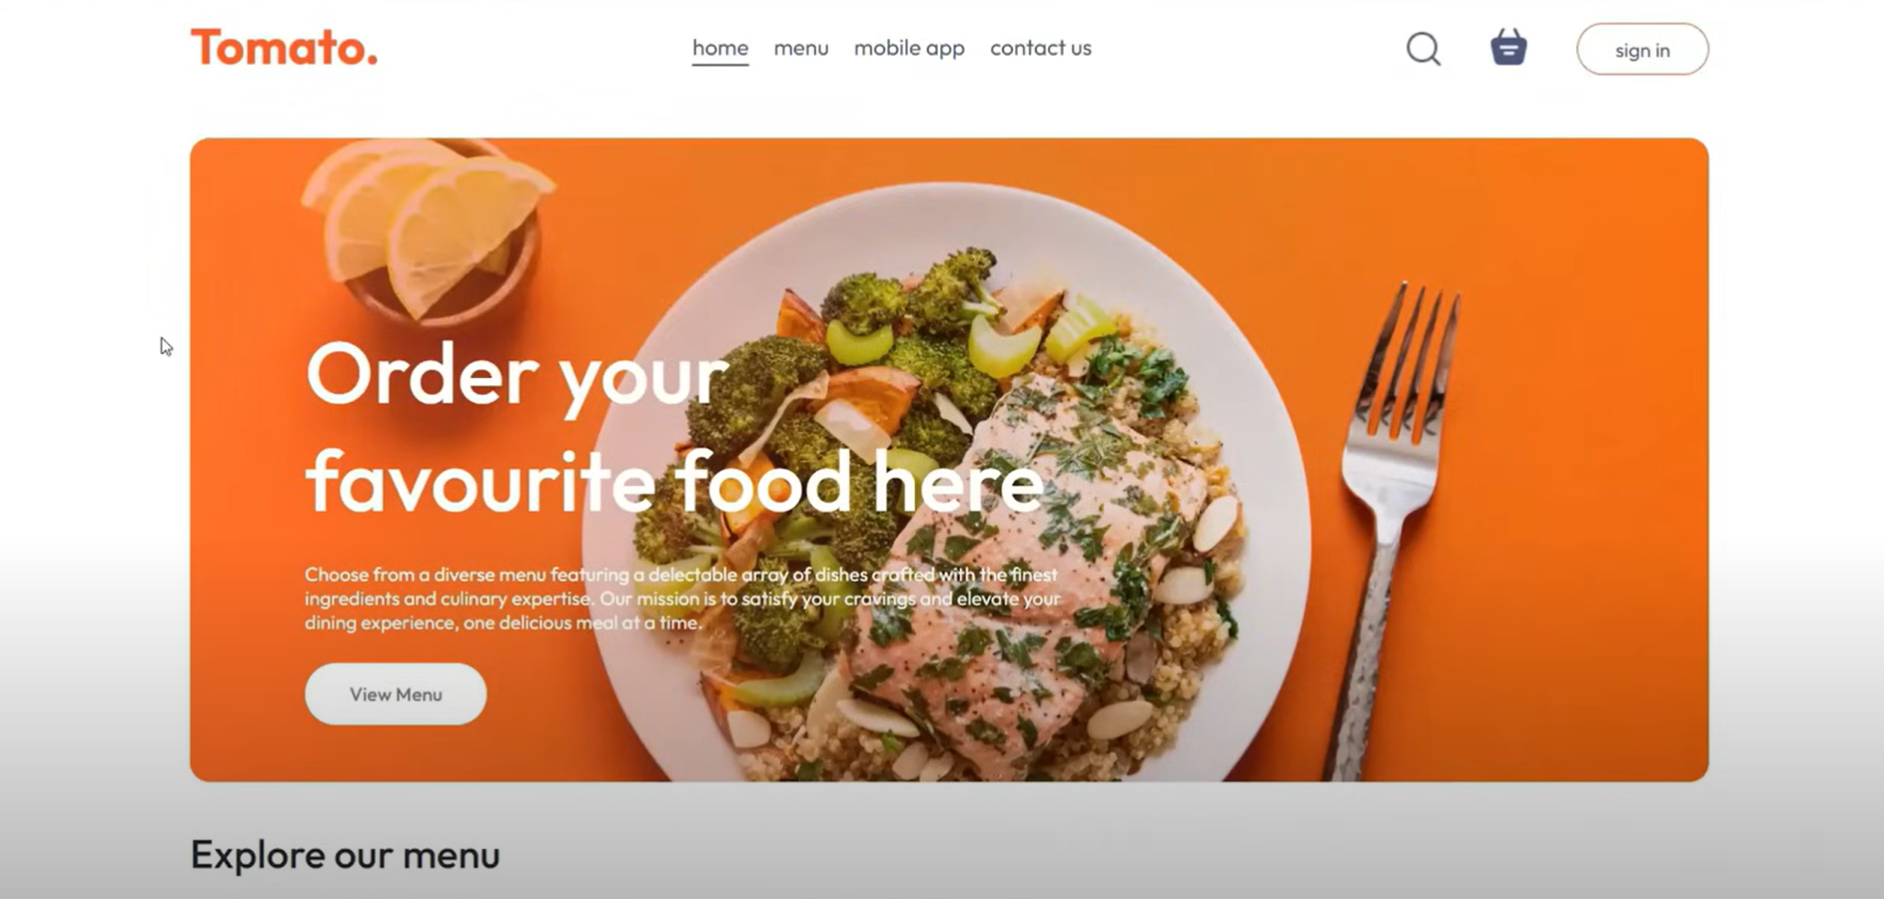 Tomato.
home menu mobile app contact us
sign in
Order your
favourite food here
Choose from a diverse menu featuring a delectable array of dishes crafted with the finest
ingredients and culinary expertise. Our mission is to satisfy your cravings and elevate your
dining experience, one delicious meal at a time.
View Menu
Explore our menu